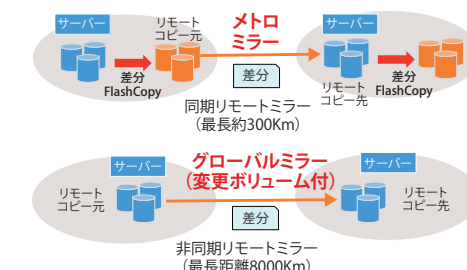 サーバー
リモート
コピー元
メトロ
ミラー
サーバー
差分
FlashCopy
差分
リモート
コピー先
差分
FlashCopy
同期リモートミラー
（最長約300Km）
サーバー
グローバルミラー
（変更ボリューム付）
サーバー
リモート
コピー元
リモート
コピー先
差分
非同期リモートミラー
（最長距離8000Km）